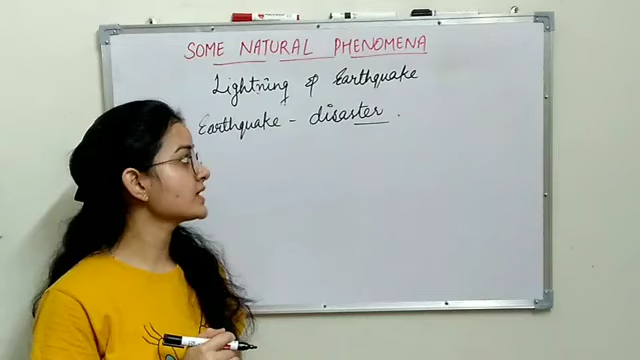 SOME NATURAL PHENOMENA
Lightning & Earthquake
Earthquake - disaster.